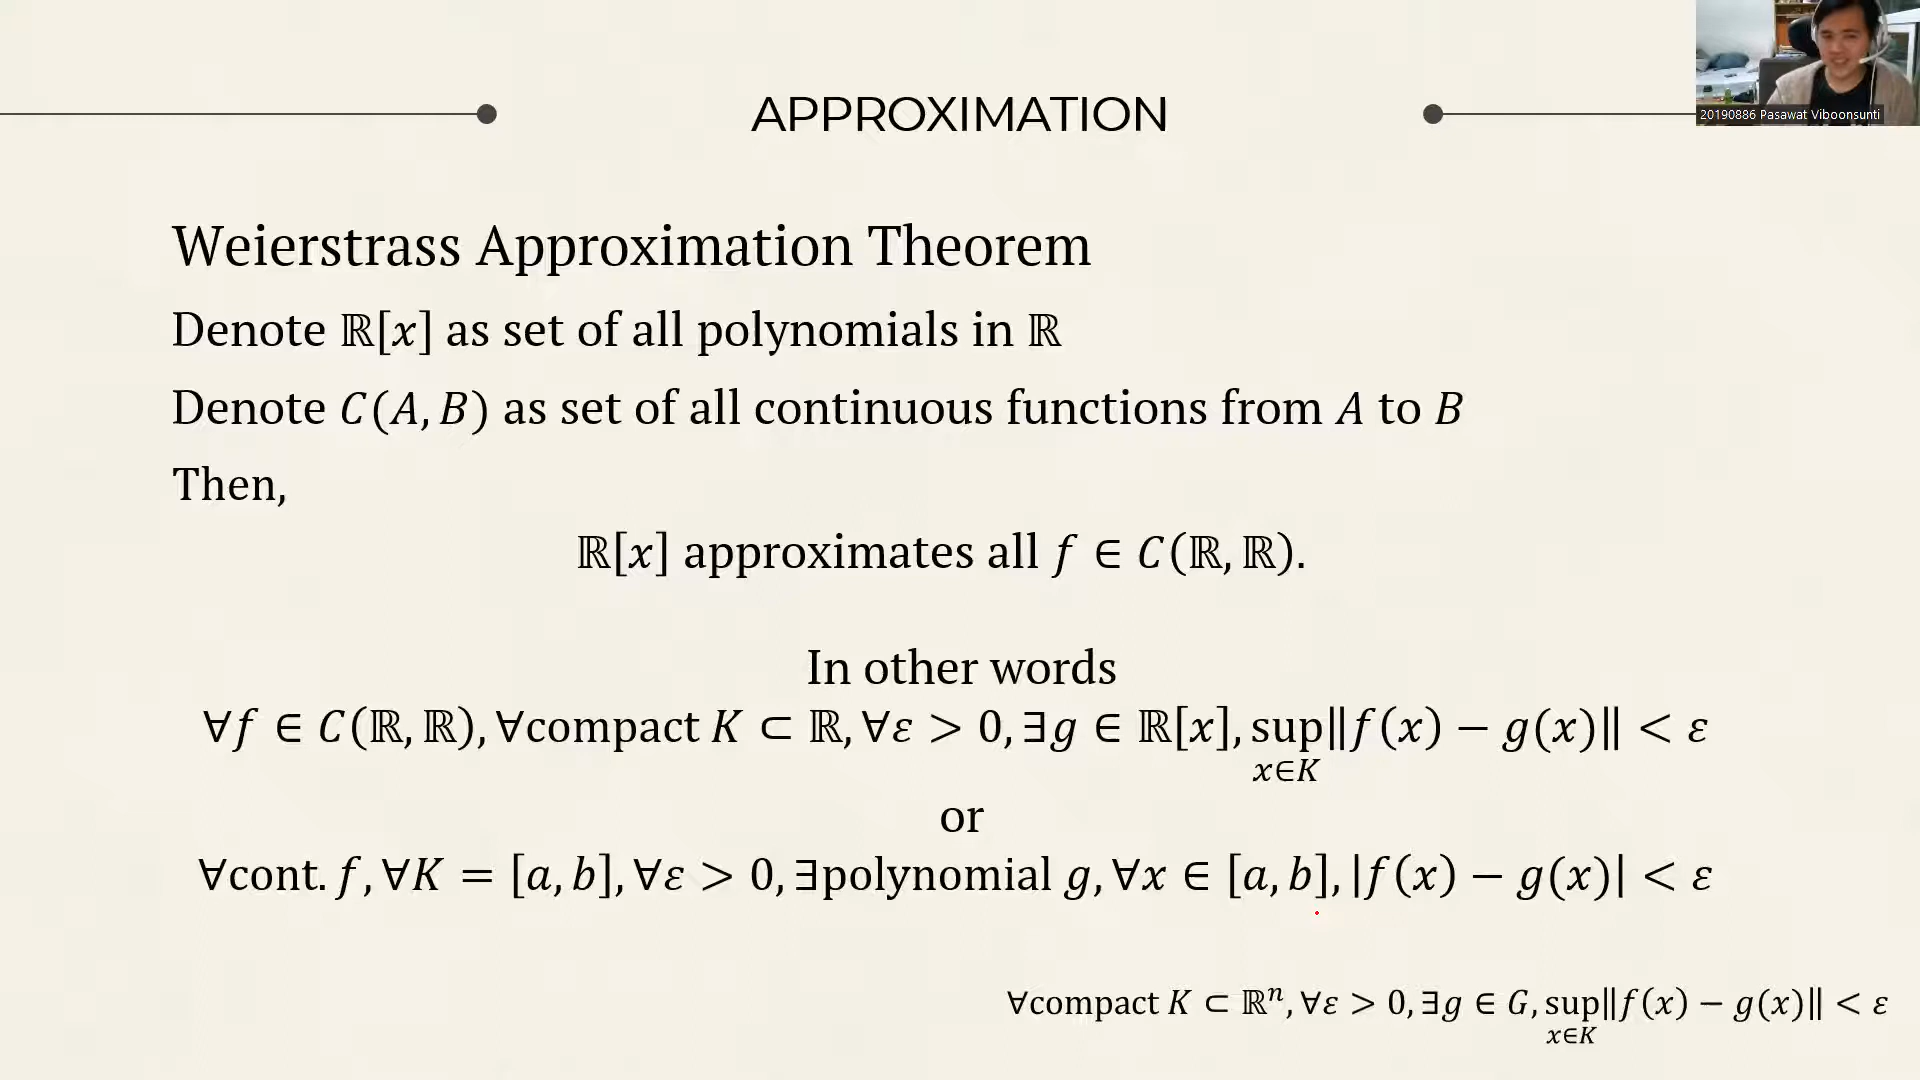 APPROXIMATION
20190886 Pasawat Viboonsunti
Weierstrass Approximation Theorem
Denote ℝ[x] as set of all polynomials in ℝ
Denote C(A, B) as set of all continuous functions from A to B
Then,
ℝ[x] approximates all f ∈ C(ℝ, ℝ).
In other words
∀f ∈ C(ℝ, ℝ), ∀compact K ⊂ ℝ, ∀ε > 0, ∃g ∈ ℝ[x], sup‖f(x) − g(x)‖ < ε
x∈K
or
∀cont. f, ∀K = [a, b], ∀ε > 0, ∃polynomial g, ∀x ∈ [a, b], |f(x) − g(x)| < ε
∀compact K ⊂ ℝⁿ, ∀ε > 0, ∃g ∈ G, sup‖f(x) − g(x)‖ < ε
x∈K